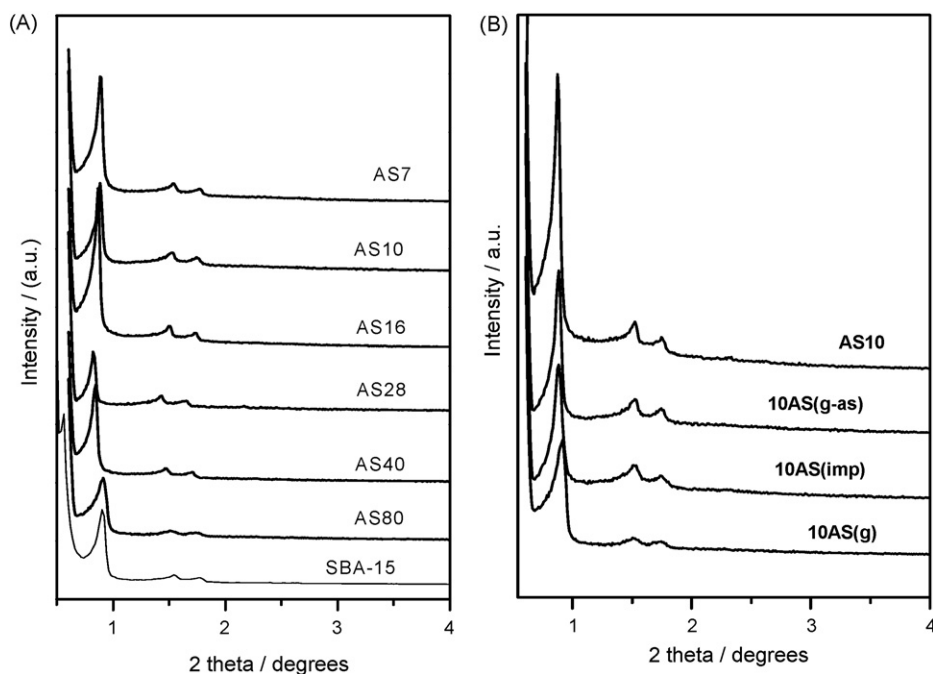 (A)
Intensity / (a.u.)
AS7
AS10
AS16
AS28
AS40
AS80
SBA-15
1
2
3
4
2 theta / degrees
(B)
Intensity / a.u.
AS10
10AS(g-as)
10AS(imp)
10AS(g)
1
2
3
4
2 theta / degrees